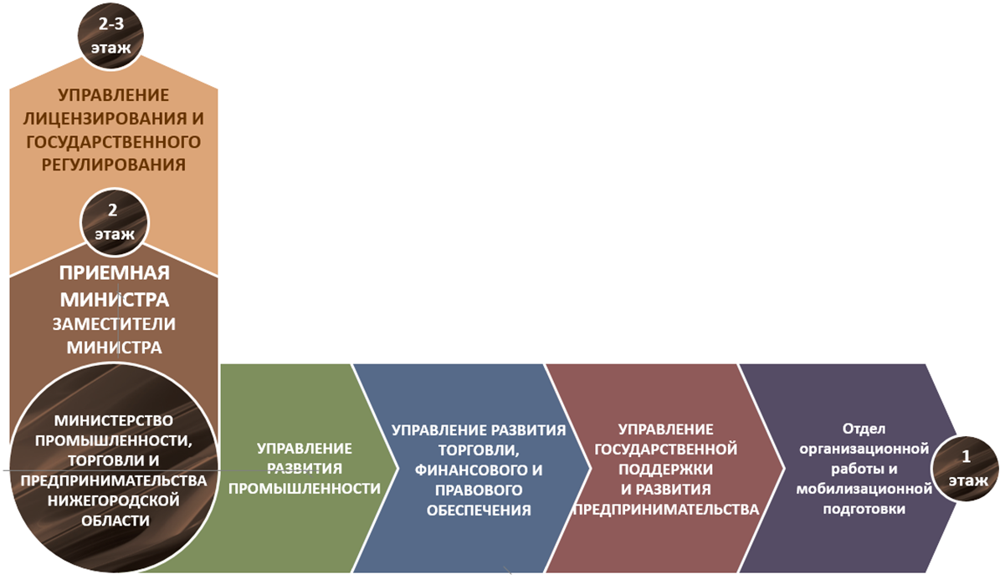 2-3
этаж
УПРАВЛЕНИЕ
ЛИЦЕНЗИРОВАНИЯ И
ГОСУДАРСТВЕННОГО
РЕГУЛИРОВАНИЯ
2
этаж
ПРИЕМНАЯ
МИНИСТРА
ЗАМЕСТИТЕЛИ
МИНИСТРА
МИНИСТЕРСТВО
ПРОМЫШЛЕННОСТИ,
ТОРГОВЛИ И
ПРЕДПРИНИМАТЕЛЬСТВА
НИЖЕГОРОДСКОЙ
ОБЛАСТИ
УПРАВЛЕНИЕ
РАЗВИТИЯ
ПРОМЫШЛЕННОСТИ
УПРАВЛЕНИЕ РАЗВИТИЯ
ТОРГОВЛИ,
ФИНАНСОВОГО И
ПРАВОВОГО
ОБЕСПЕЧЕНИЯ
УПРАВЛЕНИЕ
ГОСУДАРСТВЕННОЙ
ПОДДЕРЖКИ
И РАЗВИТИЯ
ПРЕДПРИНИМАТЕЛЬСТВА
Отдел
организационной
работы и
мобилизационной
подготовки
1
этаж